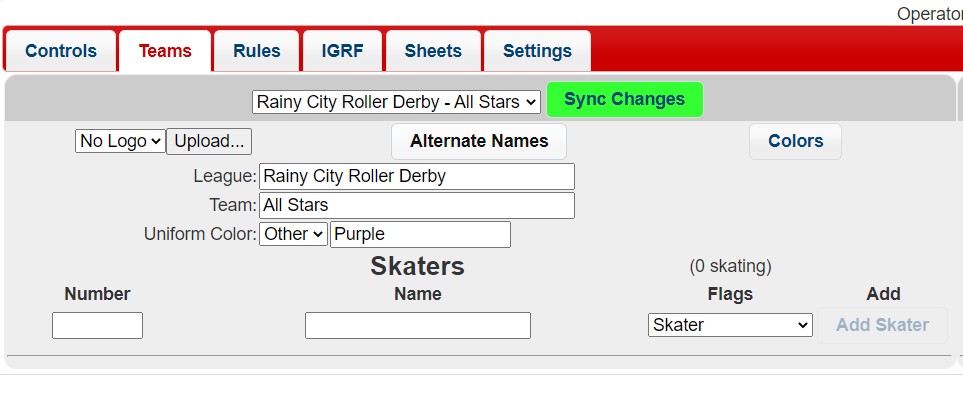 Operator
Controls Teams Rules IGRF Sheets Settings
Rainy City Roller Derby - All Stars Sync Changes
No Logo Upload... Alternate Names Colors
League: Rainy City Roller Derby
Team: All Stars
Uniform Color: Other Purple
Skaters (0 skating)
Number Name Flags Add
Skater Add Skater